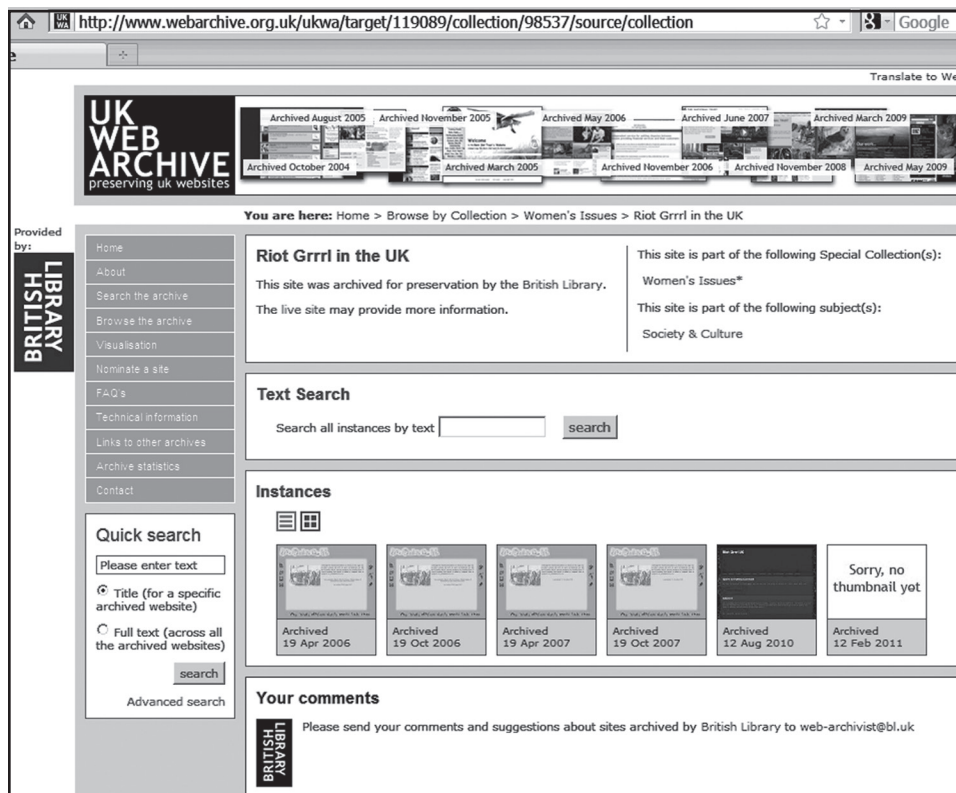 http://www.webarchive.org.uk/ukwa/target/119089/collection/98537/source/collection
Google
e
Translate to We
UK
WEB
ARCHIVE
preserving uk websites
Archived August 2005
Archived November 2005
Archived May 2006
Archived June 2007
Archived March 2009
Archived October 2004
Archived March 2005
Archived November 2006
Archived November 2008
Archived May 2009
You are here: Home > Browse by Collection > Women's Issues > Riot Grrrl in the UK
Provided
by:
LIBRARY
BRITISH
Home
About
Search the archive
Browse the archive
Visualisation
Nominate a site
FAQ's
Technical information
Links to other archives
Archive statistics
Contact
Quick search
Please enter text
Title (for a specific
archived website)
Full text (across all
the archived websites)
search
Advanced search
Riot Grrrl in the UK
This site was archived for preservation by the British Library.
The live site may provide more information.
This site is part of the following Special Collection(s):
Women's Issues*
This site is part of the following subject(s):
Society & Culture
Text Search
Search all instances by text
search
Instances
Archived
19 Apr 2006
Archived
19 Oct 2006
Archived
19 Apr 2007
Archived
19 Oct 2007
Archived
12 Aug 2010
Sorry, no
thumbnail yet
Archived
12 Feb 2011
Your comments
LIBRARY
BRITISH
Please send your comments and suggestions about sites archived by British Library to web-archivist@bl.uk